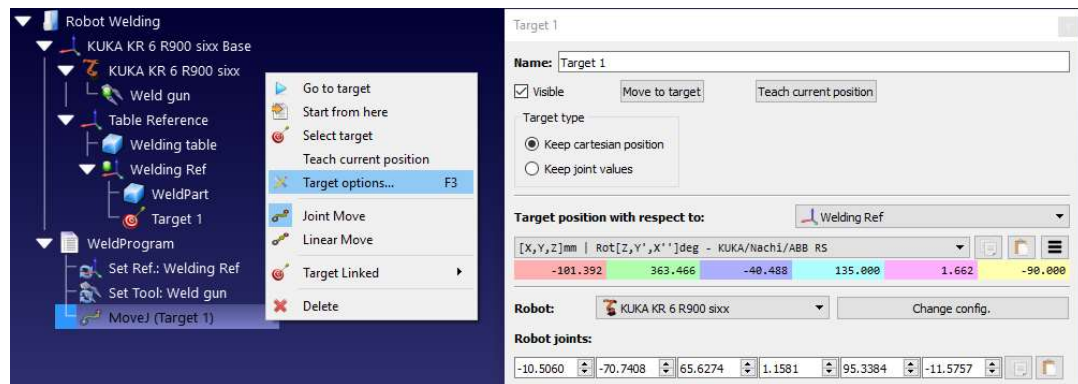 Robot Welding
KUKA KR 6 R900 sixx Base
KUKA KR 6 R900 sixx
Weld gun
Table Reference
Welding table
Welding Ref
WeldPart
Target 1
WeldProgram
Set Ref.: Welding Ref
Set Tool: Weld gun
MoveJ (Target 1)
Go to target
Start from here
Select target
Teach current position
Target options... F3
Joint Move
Linear Move
Target Linked
Delete
Target 1
Name: Target 1
Visible Move to target Teach current position
Target type
Keep cartesian position
Keep joint values
Target position with respect to: Welding Ref
[X,Y,Z]mm | Rot[Z,Y',X'']deg - KUKA/Nachi/ABB RS
-101.392 363.466 -40.488 135.000 1.662 -90.000
Robot: KUKA KR 6 R900 sixx Change config.
Robot joints:
-10.5060 -70.7408 65.6274 1.1581 95.3384 -11.5757